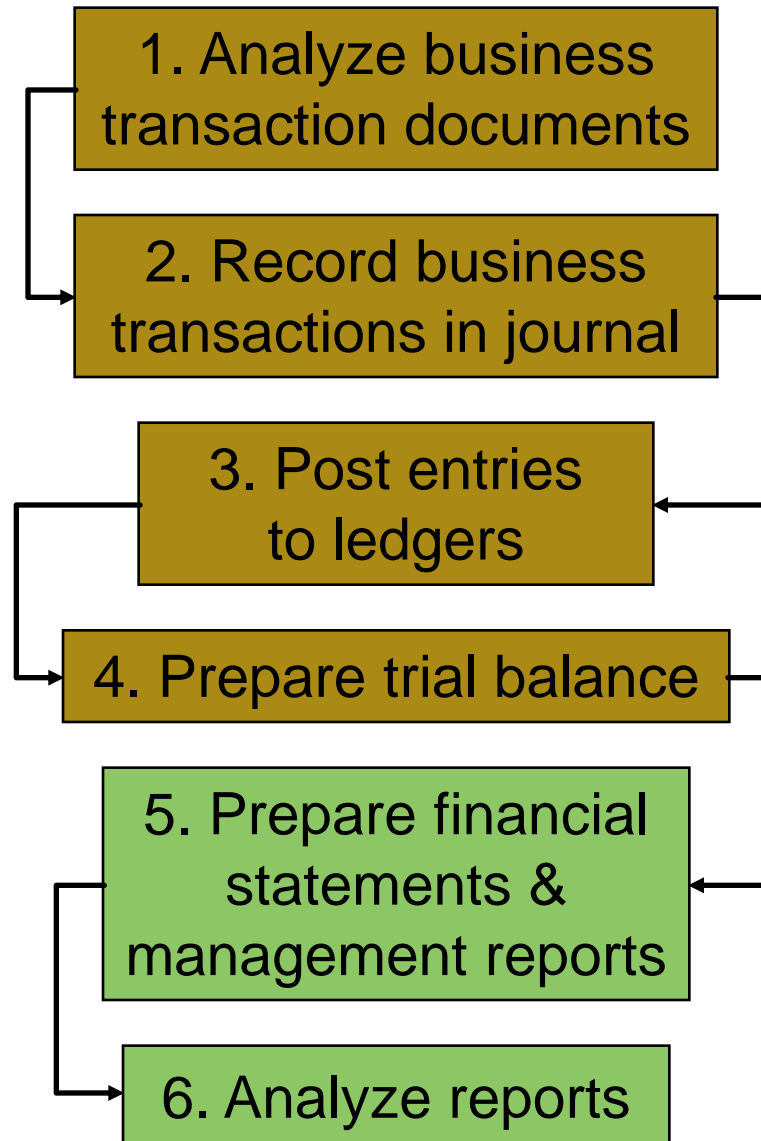 1. Analyze business
transaction documents
2. Record business
transactions in journal
3. Post entries
to ledgers
4. Prepare trial balance
5. Prepare financial
statements &
management reports
6. Analyze reports